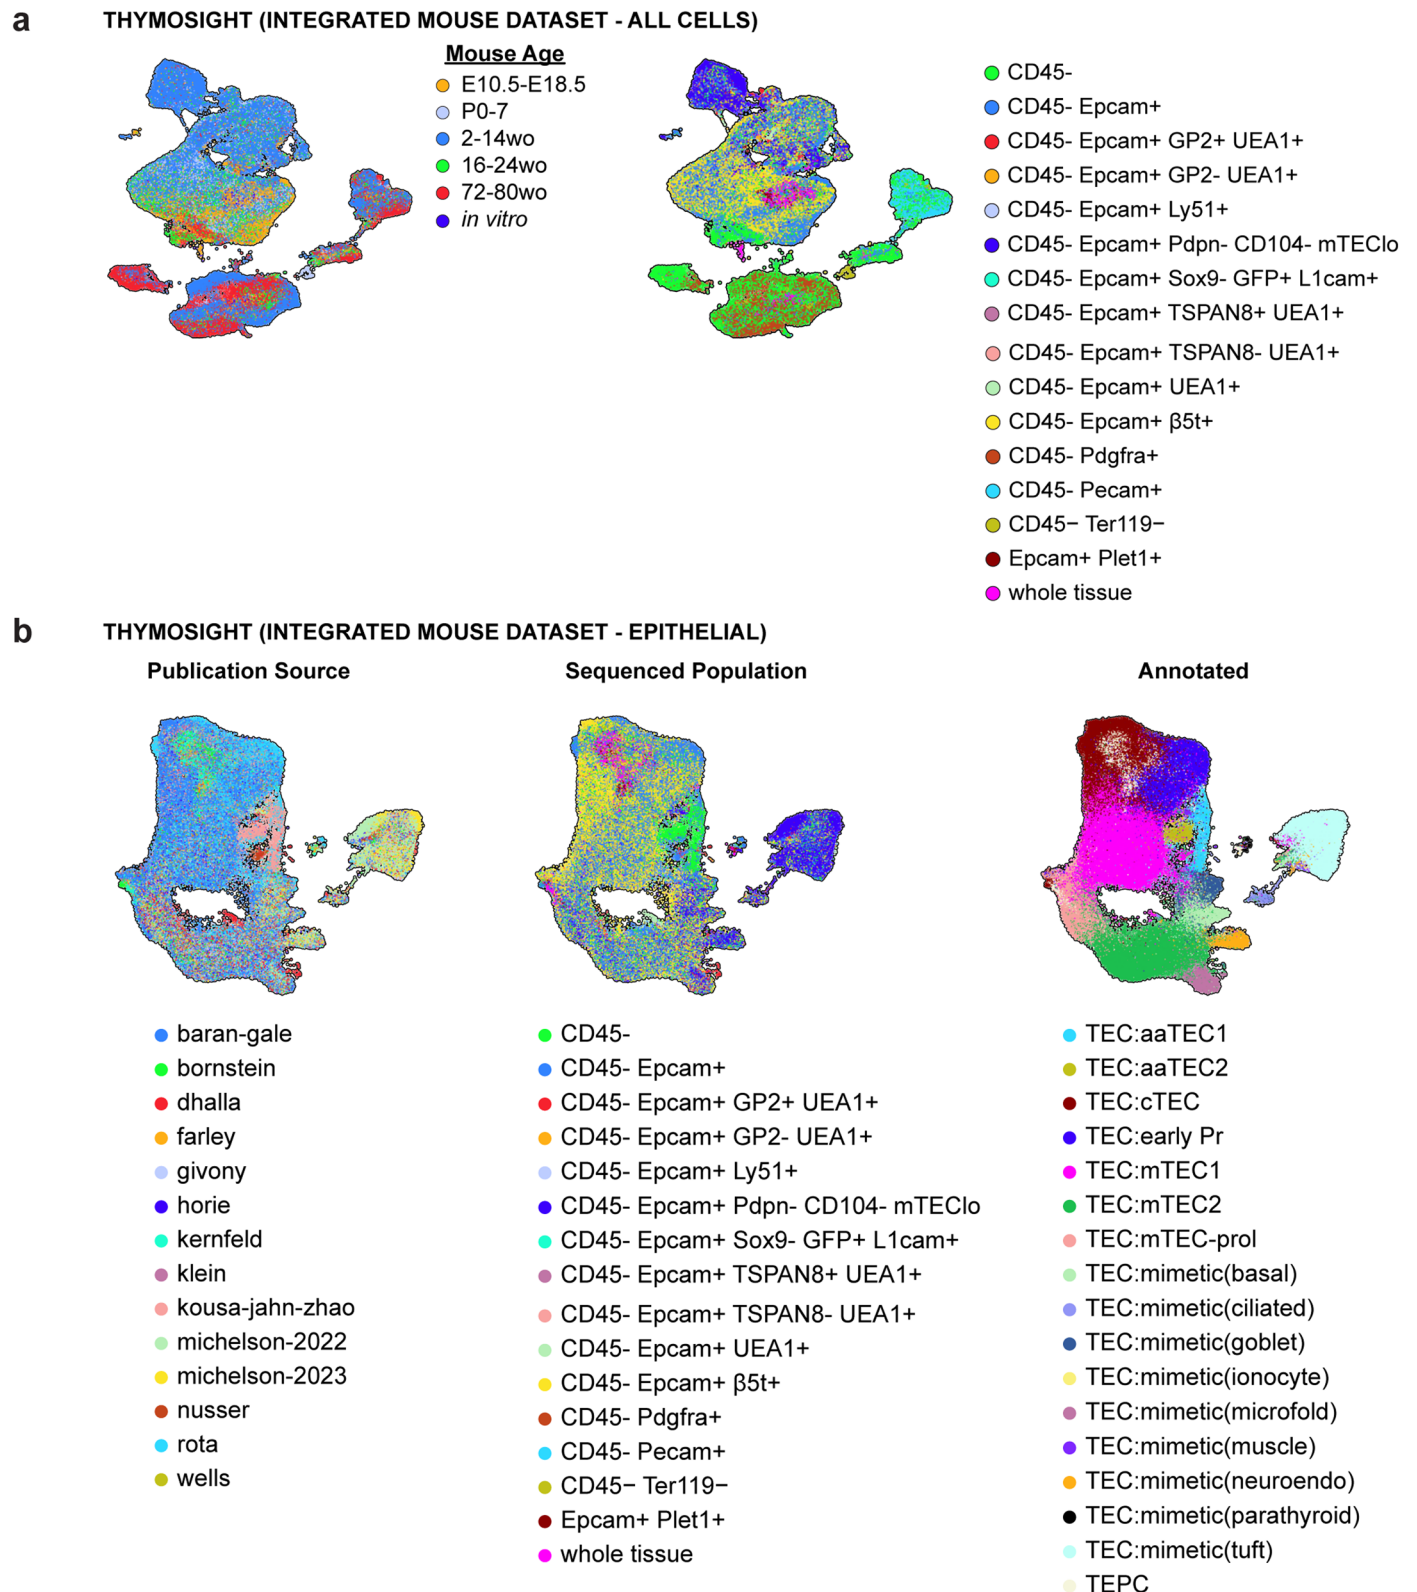 a
THYMOSIGHT (INTEGRATED MOUSE DATASET - ALL CELLS)
Mouse Age
E10.5-E18.5
P0-7
2-14wo
16-24wo
72-80wo
in vitro
CD45-
CD45- Epcam+
CD45- Epcam+ GP2+ UEA1+
CD45- Epcam+ GP2- UEA1+
CD45- Epcam+ Ly51+
CD45- Epcam+ Pdpn- CD104- mTEClo
CD45- Epcam+ Sox9- GFP+ L1cam+
CD45- Epcam+ TSPAN8+ UEA1+
CD45- Epcam+ TSPAN8- UEA1+
CD45- Epcam+ UEA1+
CD45- Epcam+ β5t+
CD45- Pdgfra+
CD45- Pecam+
CD45− Ter119−
Epcam+ Plet1+
whole tissue
b
THYMOSIGHT (INTEGRATED MOUSE DATASET - EPITHELIAL)
Publication Source
baran-gale
bornstein
dhalla
farley
givony
horie
kernfeld
klein
kousa-jahn-zhao
michelson-2022
michelson-2023
nusser
rota
wells
Sequenced Population
CD45-
CD45- Epcam+
CD45- Epcam+ GP2+ UEA1+
CD45- Epcam+ GP2- UEA1+
CD45- Epcam+ Ly51+
CD45- Epcam+ Pdpn- CD104- mTEClo
CD45- Epcam+ Sox9- GFP+ L1cam+
CD45- Epcam+ TSPAN8+ UEA1+
CD45- Epcam+ TSPAN8- UEA1+
CD45- Epcam+ UEA1+
CD45- Epcam+ β5t+
CD45- Pdgfra+
CD45- Pecam+
CD45− Ter119−
Epcam+ Plet1+
whole tissue
Annotated
TEC:aaTEC1
TEC:aaTEC2
TEC:cTEC
TEC:early Pr
TEC:mTEC1
TEC:mTEC2
TEC:mTEC-prol
TEC:mimetic(basal)
TEC:mimetic(ciliated)
TEC:mimetic(goblet)
TEC:mimetic(ionocyte)
TEC:mimetic(microfold)
TEC:mimetic(muscle)
TEC:mimetic(neuroendo)
TEC:mimetic(parathyroid)
TEC:mimetic(tuft)
TEPC